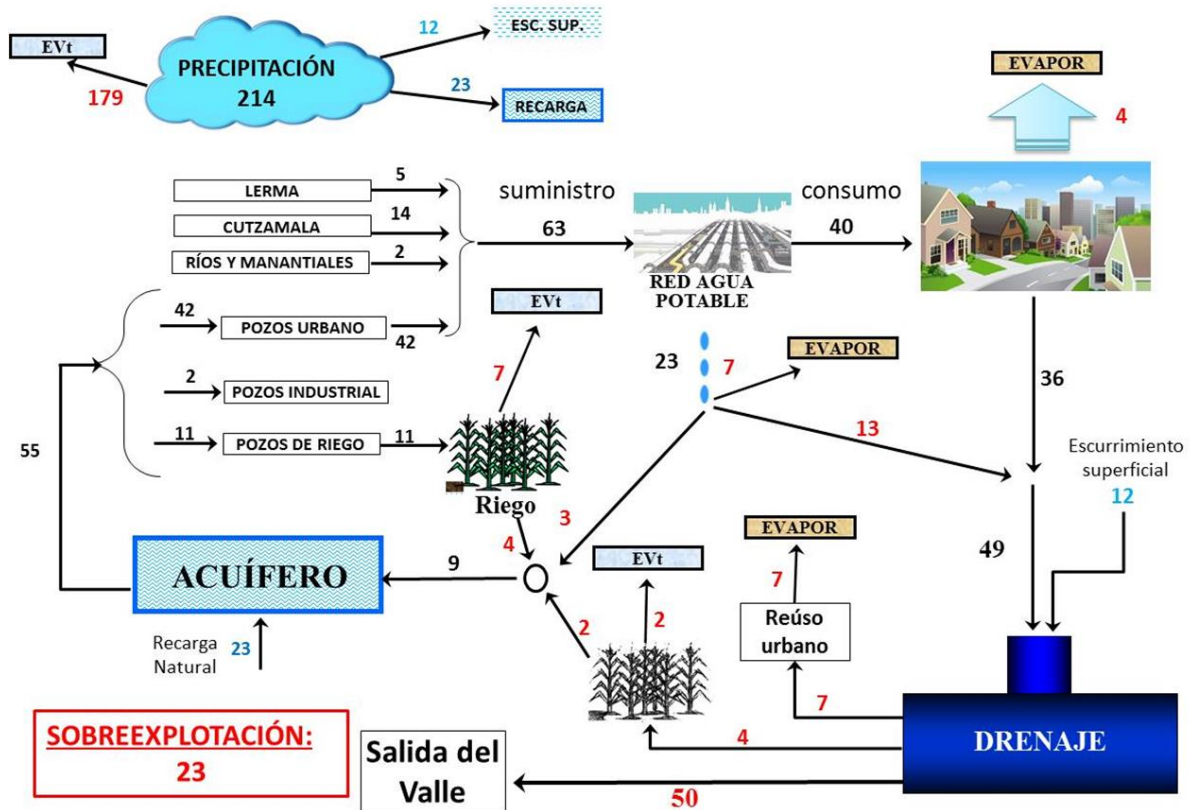 EVt
179
PRECIPITACIÓN
214
12
ESC. SUP.
23
RECARGA
EVAPOR
4
LERMA
5
CUTZAMALA
14
RÍOS Y MANANTIALES
2
suministro
63
RED AGUA
POTABLE
consumo
40
42
POZOS URBANO
42
2
POZOS INDUSTRIAL
11
POZOS DE RIEGO
11
55
EVt
7
Riego
4
23
7
EVAPOR
3
13
36
Escurrimiento
superficial
12
49
ACUÍFERO
9
Recarga
Natural
23
2
EVt
2
EVAPOR
7
Reúso
urbano
7
4
DRENAJE
50
Salida del
Valle
SOBREEXPLOTACIÓN:
23